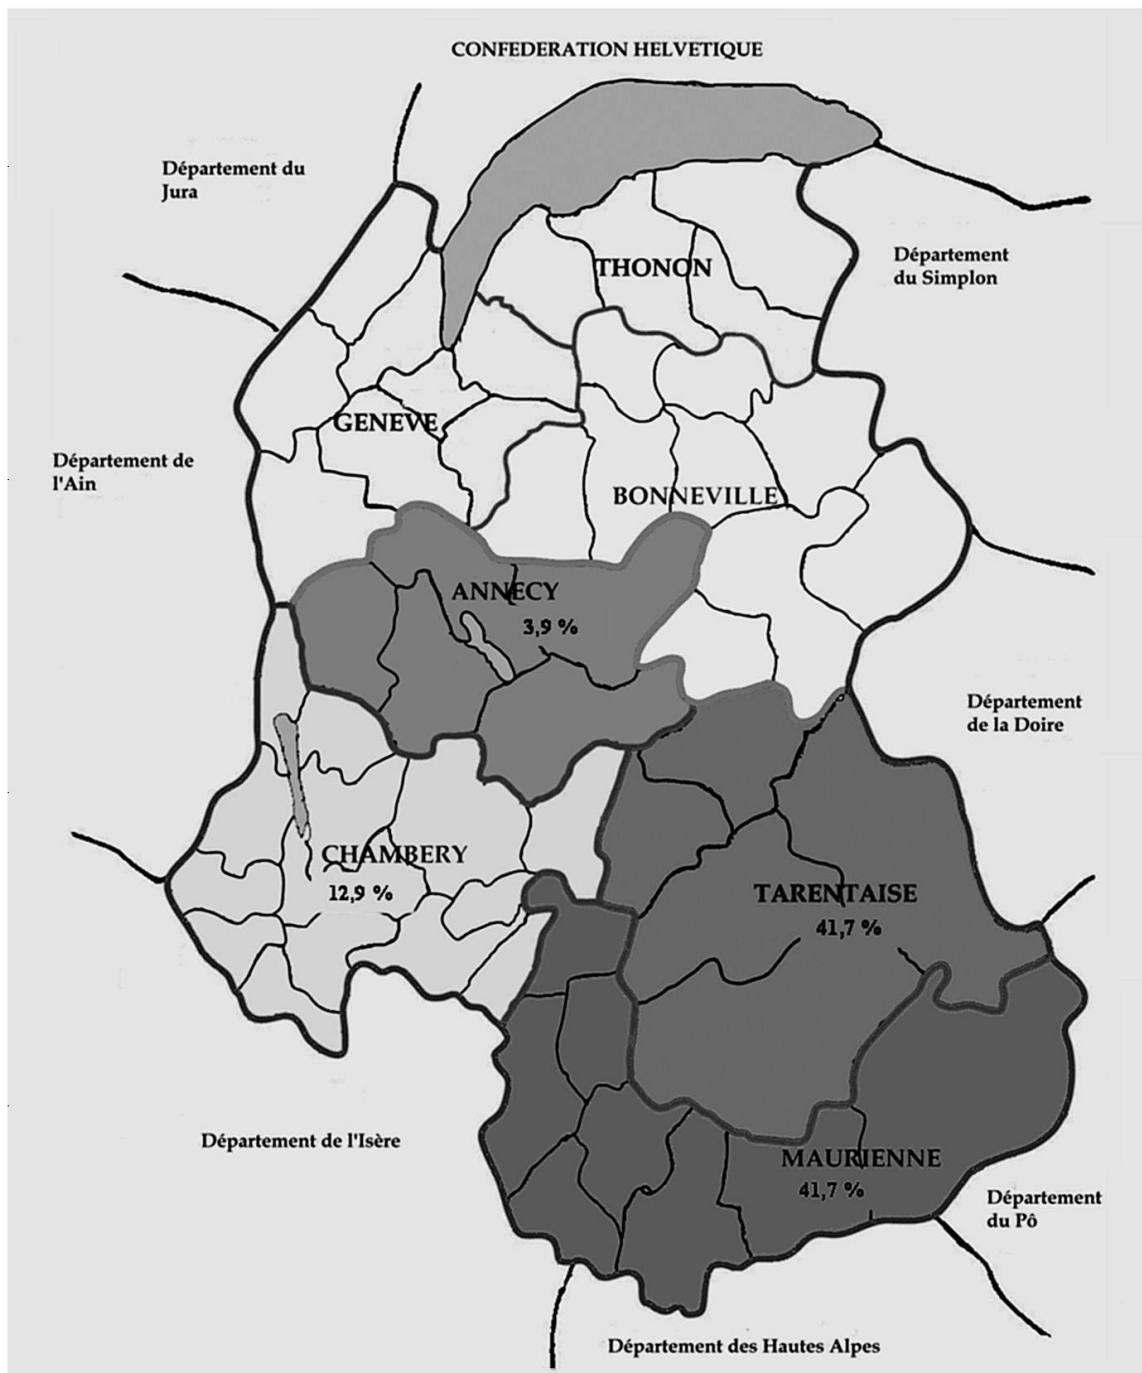 CONFEDERATION HELVETIQUE
Département du
Jura
Département
du Simplon
THONON
GENEVE
Département de
l'Ain
BONNEVILLE
ANNECY
3,9 %
Département
de la Doire
CHAMBERY
12,9 %
TARENTAISE
41,7 %
Département de l'Isère
MAURIENNE
41,7 %
Département
du Pô
Département des Hautes Alpes